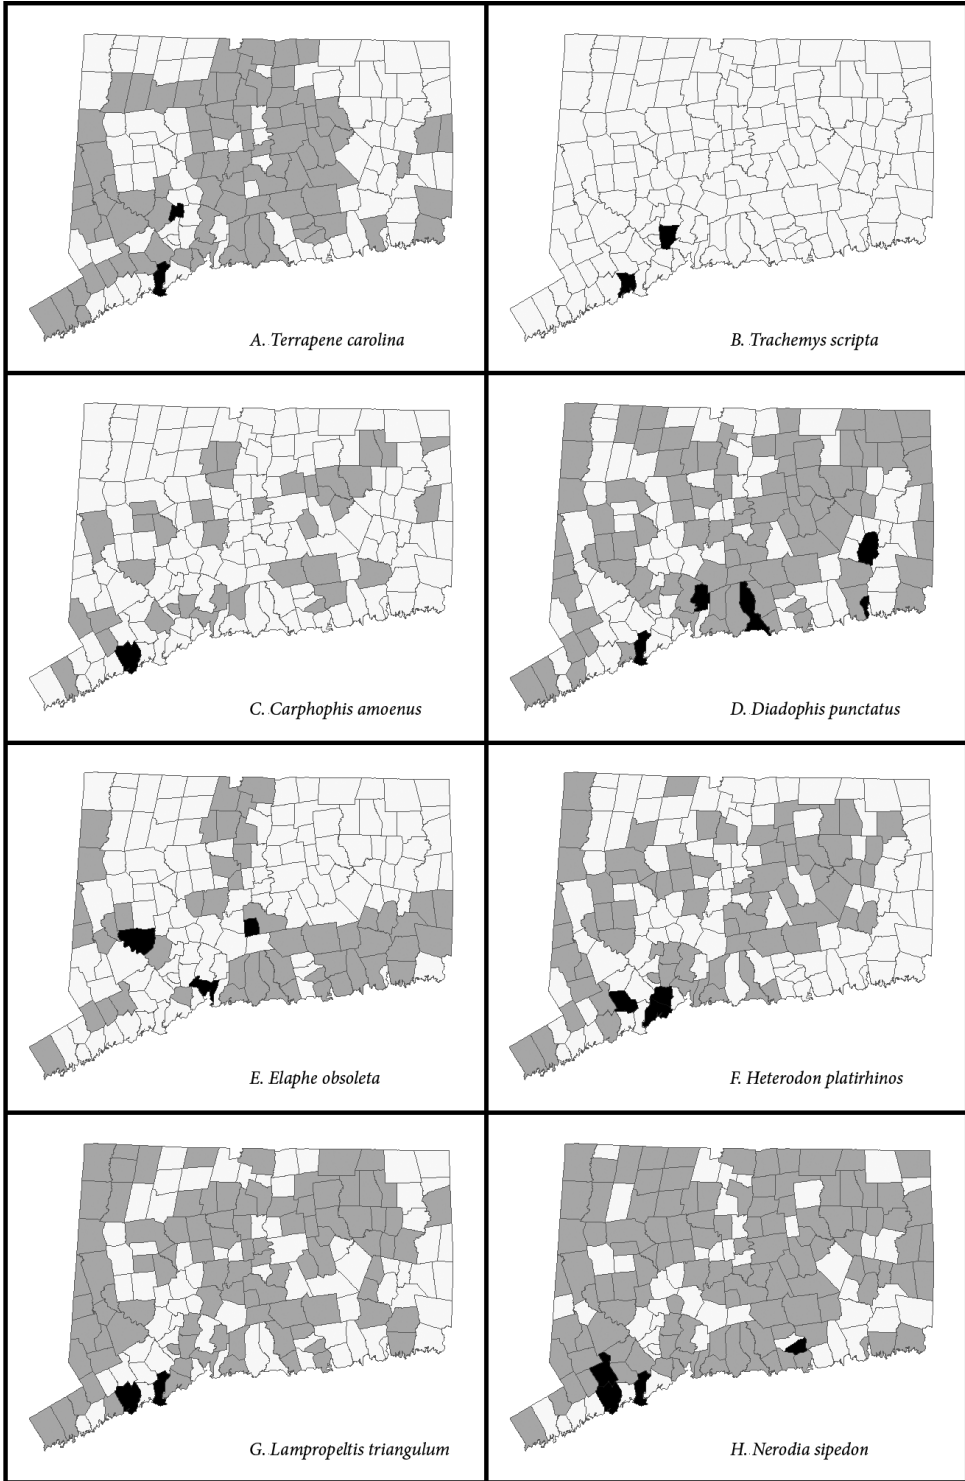 A. Terrapene carolina
B. Trachemys scripta
C. Carphophis amoenus
D. Diadophis punctatus
E. Elaphe obsoleta
F. Heterodon platirhinos
G. Lampropeltis triangulum
H. Nerodia sipedon